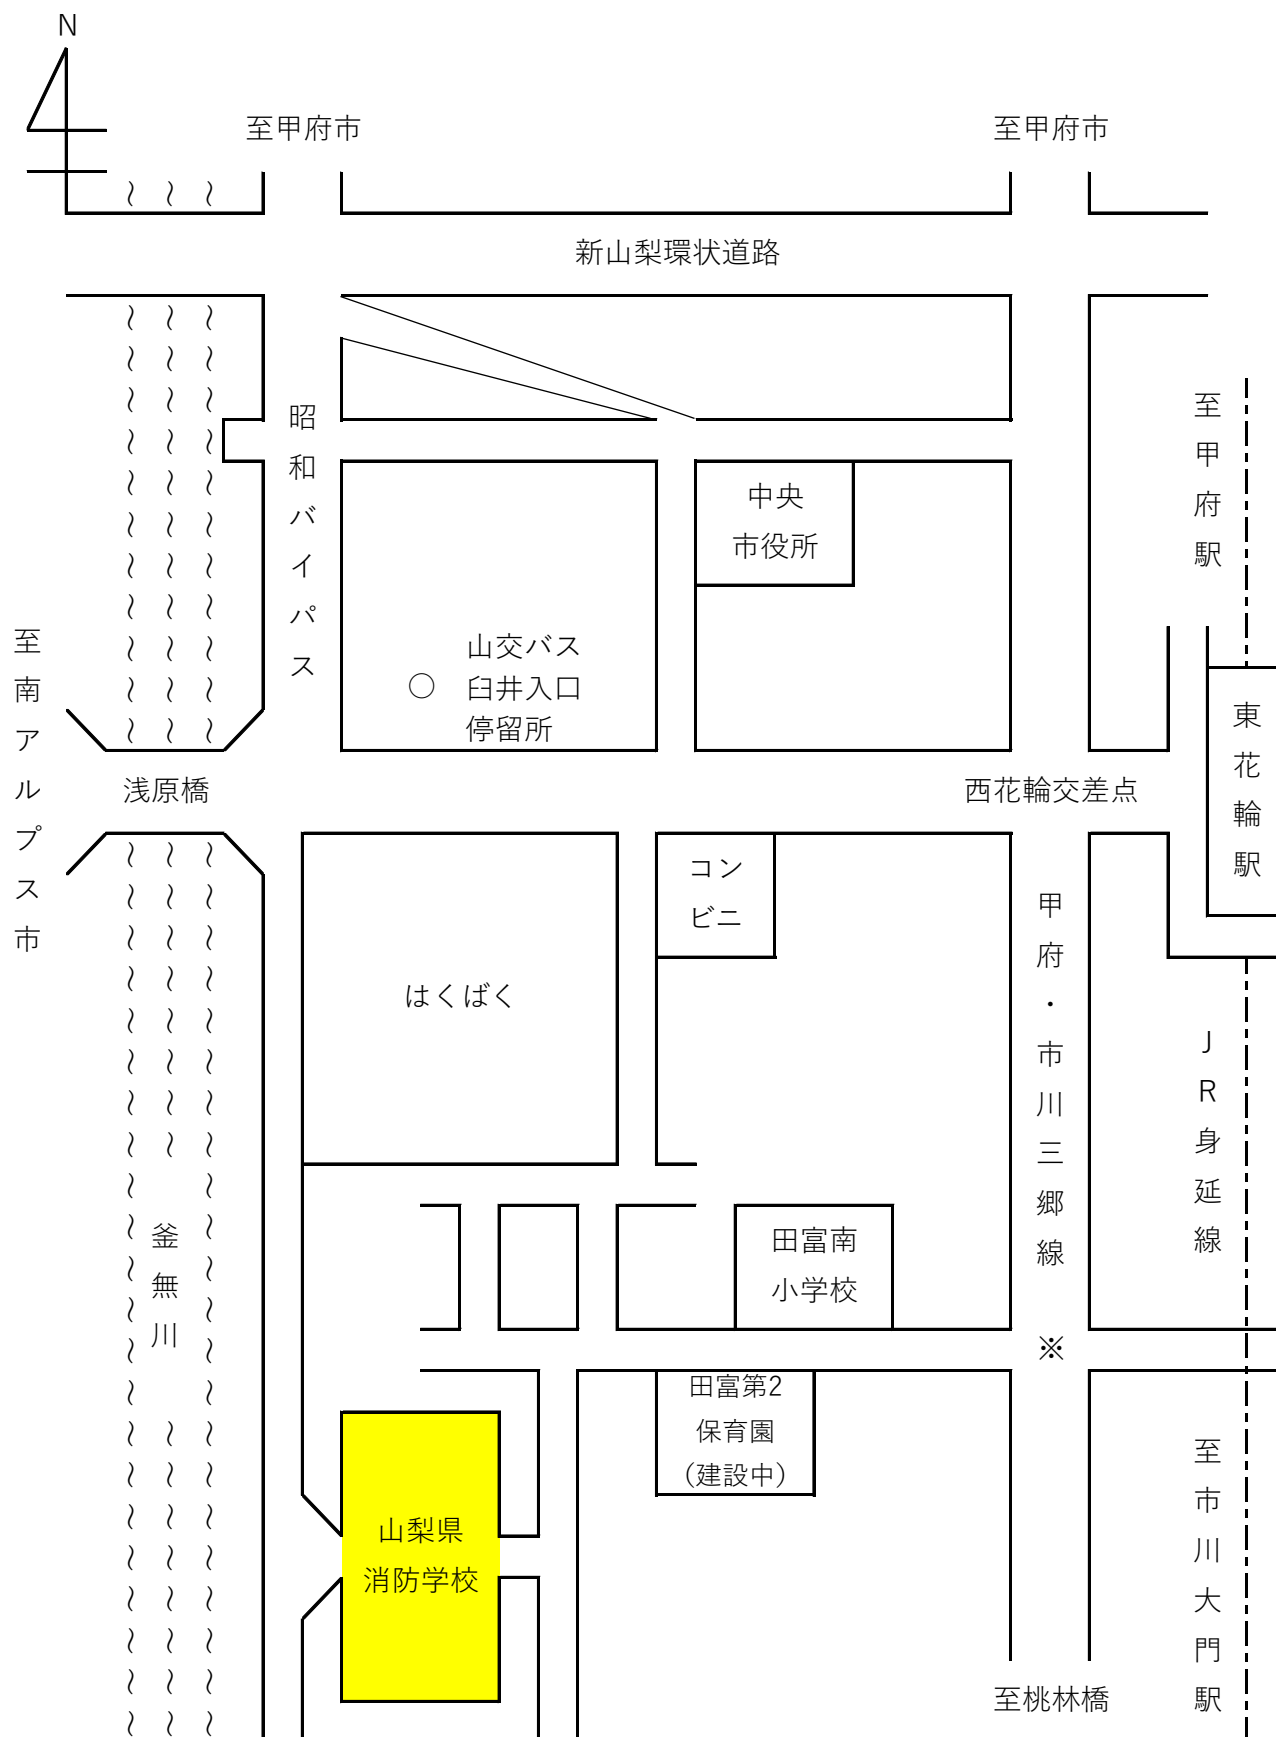 N
至甲府市
至甲府市
新山梨環状道路
昭和バイパス
至甲府駅
中央
市役所
至南アルプス市
山交バス
○ 臼井入口
停留所
東花輪駅
浅原橋
西花輪交差点
コン
ビニ
甲府・市川三郷線
はくばく
JR身延線
釜無川
田富南
小学校
※
田富第2
保育園
(建設中)
至市川大門駅
山梨県
消防学校
至桃林橋